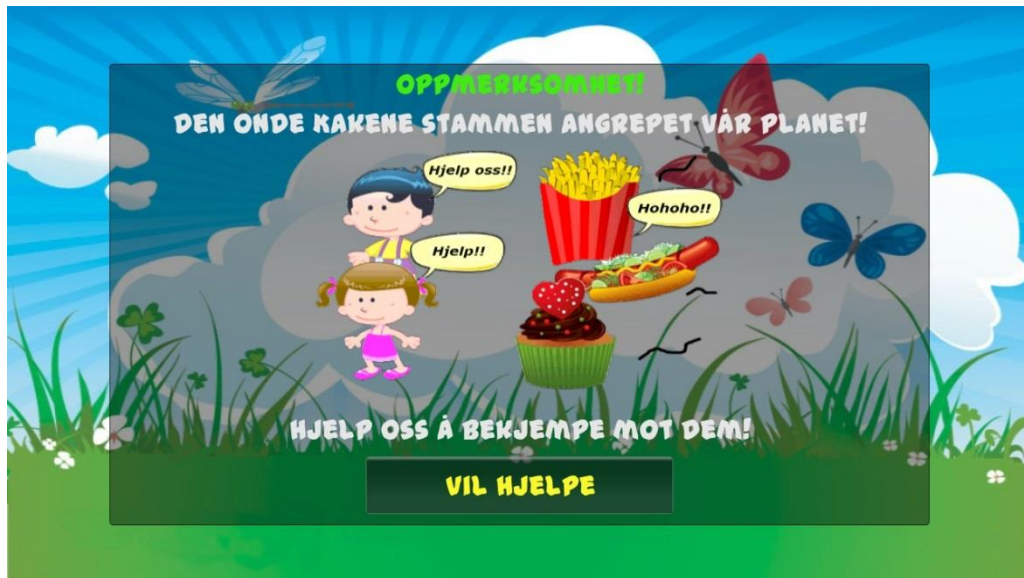 OPPMERKSOMHET!
DEN ONDE KAKENE STAMMEN ANGREPET VÅR PLANET!
Hjelp oss!!
Hohoho!!
Hjelp!!
HJELP OSS Å BEKJEMPE MOT DEM!
VIL HJELPE